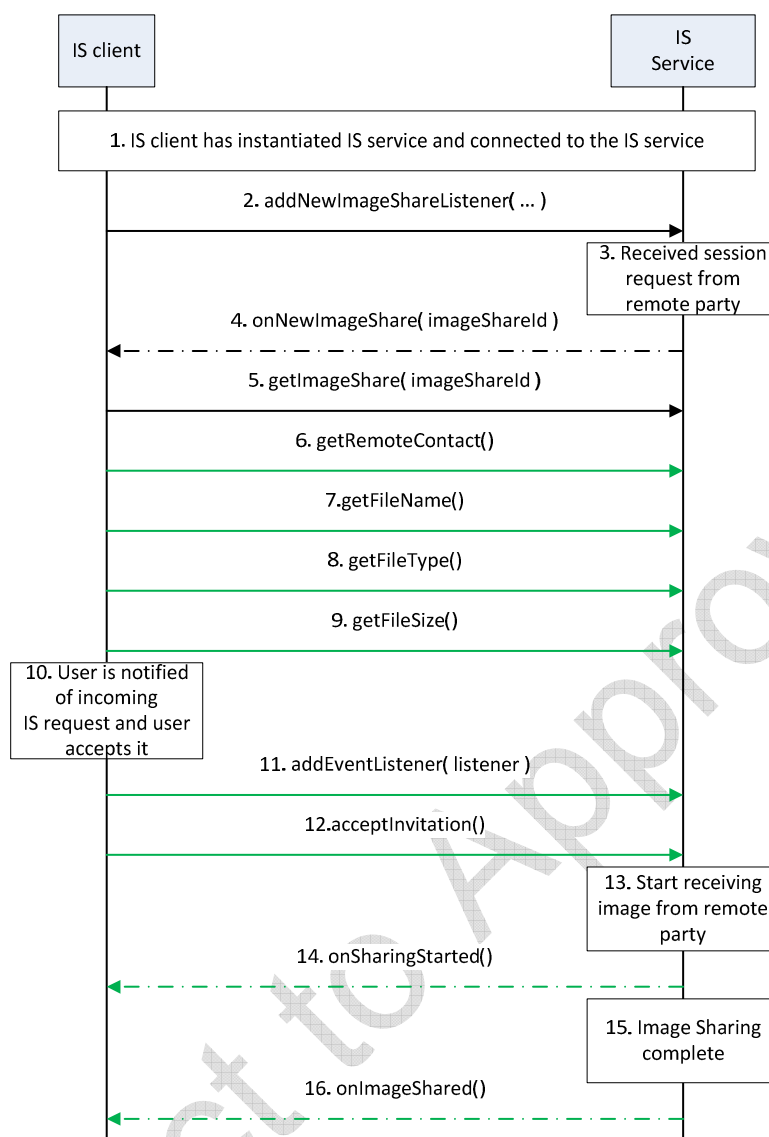 IS client
IS
Service
1. IS client has instantiated IS service and connected to the IS service
2. addNewImageShareListener( ... )
3. Received session
request from
remote party
4. onNewImageShare( imageShareId )
5. getImageShare( imageShareId )
6. getRemoteContact()
7.getFileName()
8. getFileType()
9. getFileSize()
10. User is notified
of incoming
IS request and user
accepts it
11. addEventListener( listener )
12.acceptInvitation()
13. Start receiving
image from remote
party
14. onSharingStarted()
15. Image Sharing
complete
16. onImageShared()